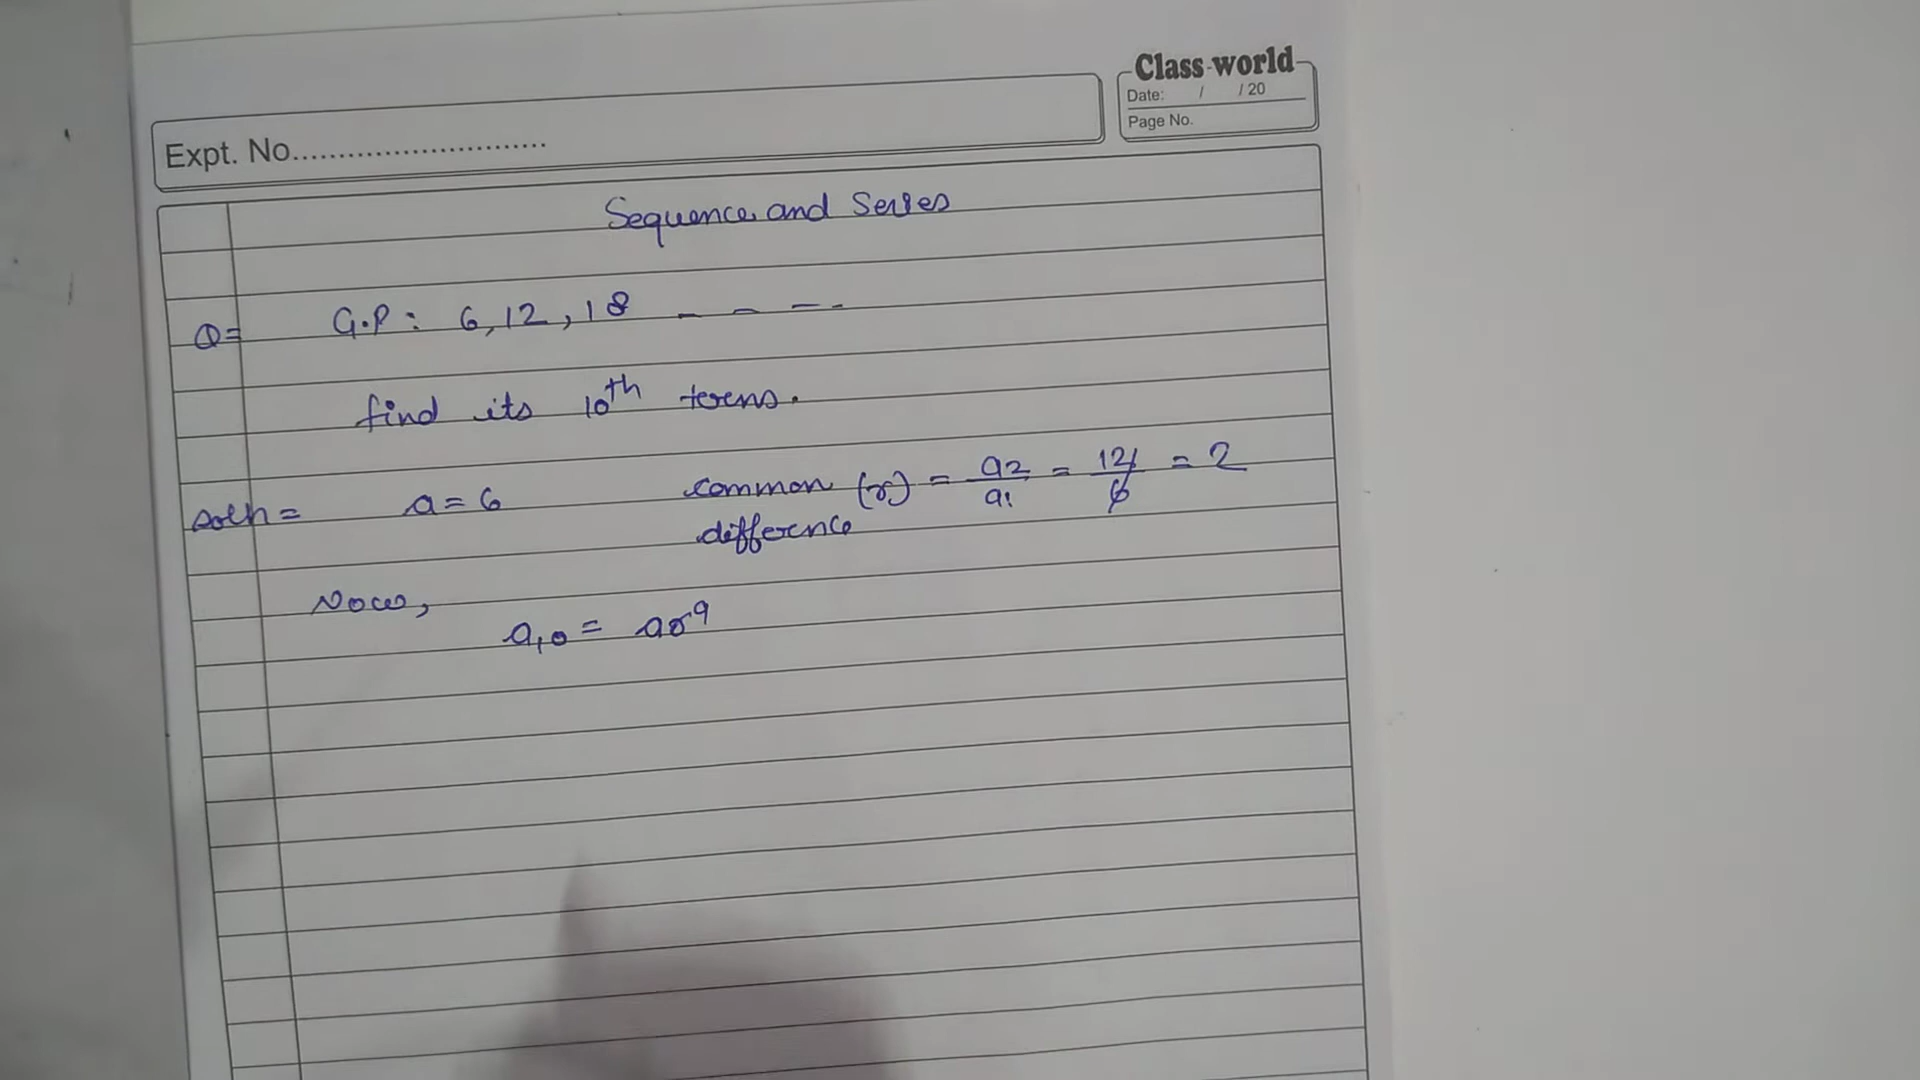 Class-world
Date: / / 20
Page No.
Expt. No...........................
Sequence and Series
Q= G.P: 6, 12, 18 - - - -
find its 10th terms.
Soln = a = 6 common (r) = a2/a1 = 12/6 = 2
difference
Now,
a10 = ar9